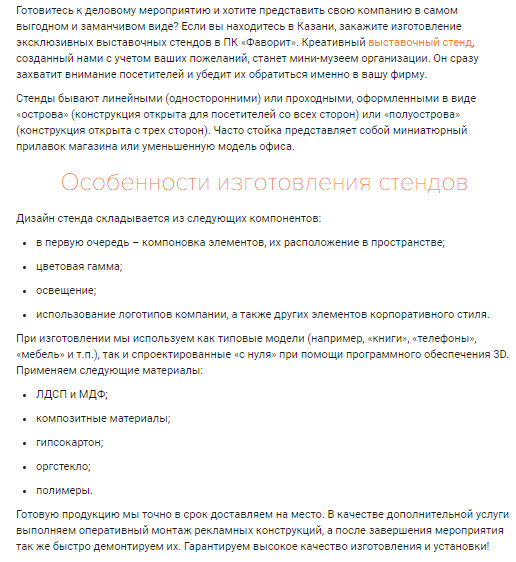 Готовитесь к деловому мероприятию и хотите представить свою компанию в самом
выгодном и заманчивом виде? Если вы находитесь в Казани, закажите изготовление
эксклюзивных выставочных стендов в ПК «Фаворит». Креативный выставочный стенд,
созданный нами с учетом ваших пожеланий, станет мини-музеем организации. Он сразу
захватит внимание посетителей и убедит их обратиться именно в вашу фирму.
Стенды бывают линейными (односторонними) или проходными, оформленными в виде
«острова» (конструкция открыта для посетителей со всех сторон) или «полуострова»
(конструкция открыта с трех сторон). Часто стойка представляет собой миниатюрный
прилавок магазина или уменьшенную модель офиса.
Особенности изготовления стендов
Дизайн стенда складывается из следующих компонентов:
• в первую очередь – компоновка элементов, их расположение в пространстве;
• цветовая гамма;
• освещение;
• использование логотипов компании, а также других элементов корпоративного стиля.
При изготовлении мы используем как типовые модели (например, «книги», «телефоны»,
«мебель» и т.п.), так и спроектированные «с нуля» при помощи программного обеспечения 3D.
Применяем следующие материалы:
• ЛДСП и МДФ;
• композитные материалы;
• гипсокартон;
• оргстекло;
• полимеры.
Готовую продукцию мы точно в срок доставляем на место. В качестве дополнительной услуги
выполняем оперативный монтаж рекламных конструкций, а после завершения мероприятия
так же быстро демонтируем их. Гарантируем высокое качество изготовления и установки!